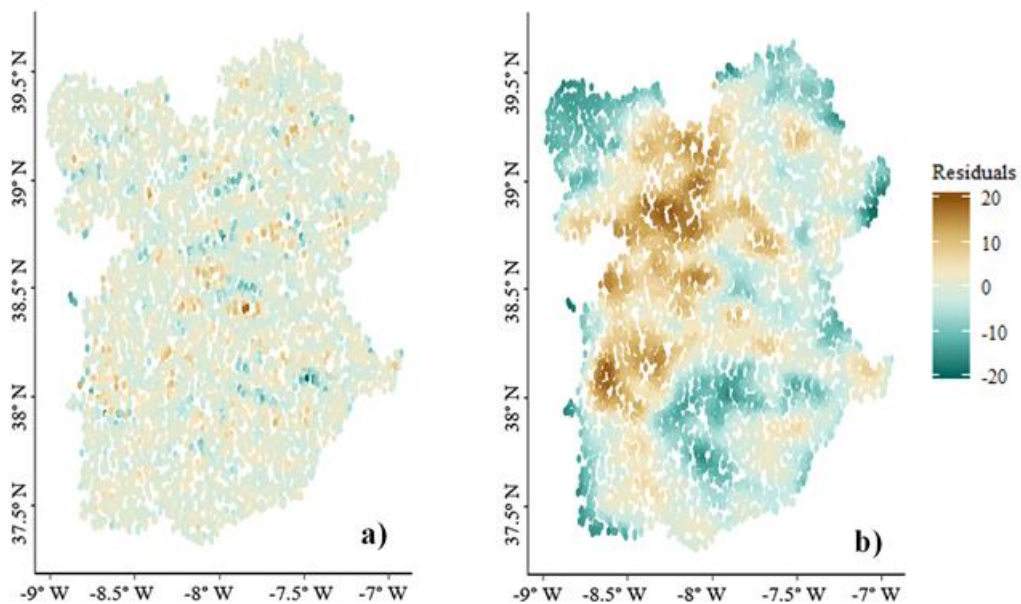 39.5° N
39° N
38.5° N
38° N
37.5° N
-9° W
-8.5° W
-8° W
-7.5° W
-7° W
a)
39.5° N
39° N
38.5° N
38° N
37.5° N
-9° W
-8.5° W
-8° W
-7.5° W
-7° W
b)
Residuals
20
10
0
-10
-20